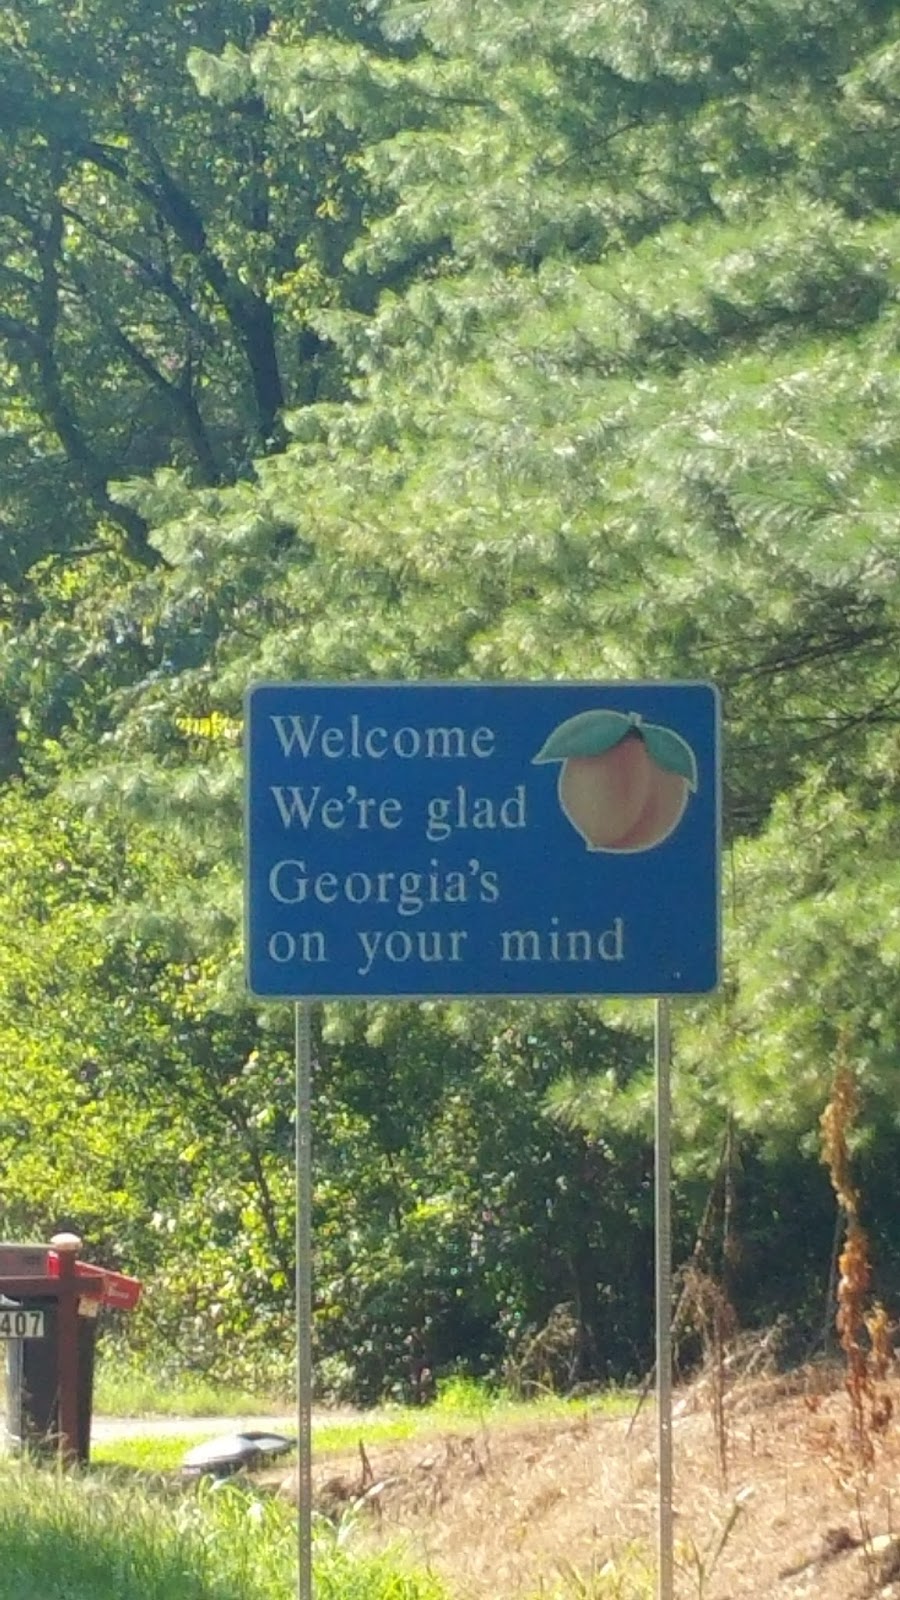 Welcome
We're glad
Georgia's
on your mind
407